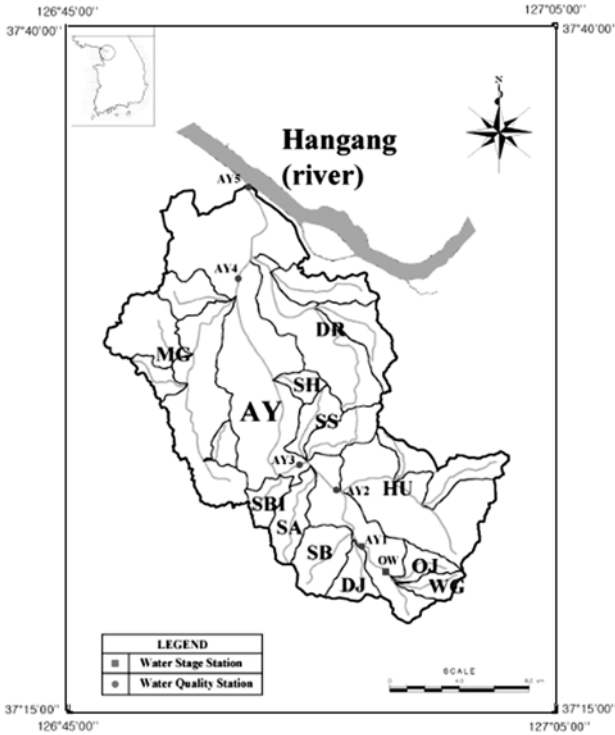 126°45'00"
127°05'00"
37°40'00"
37°40'00"
N
Hangang
(river)
AY5
AY4
DR
MG
SH
AY
SS
AY3
AY2
HU
SBI
SA
SB
AY1
OW
OJ
DJ
WG
LEGEND
Water Stage Station
Water Quality Station
SCALE
0
37°15'00"
37°15'00"
126°45'00"
127°05'00"